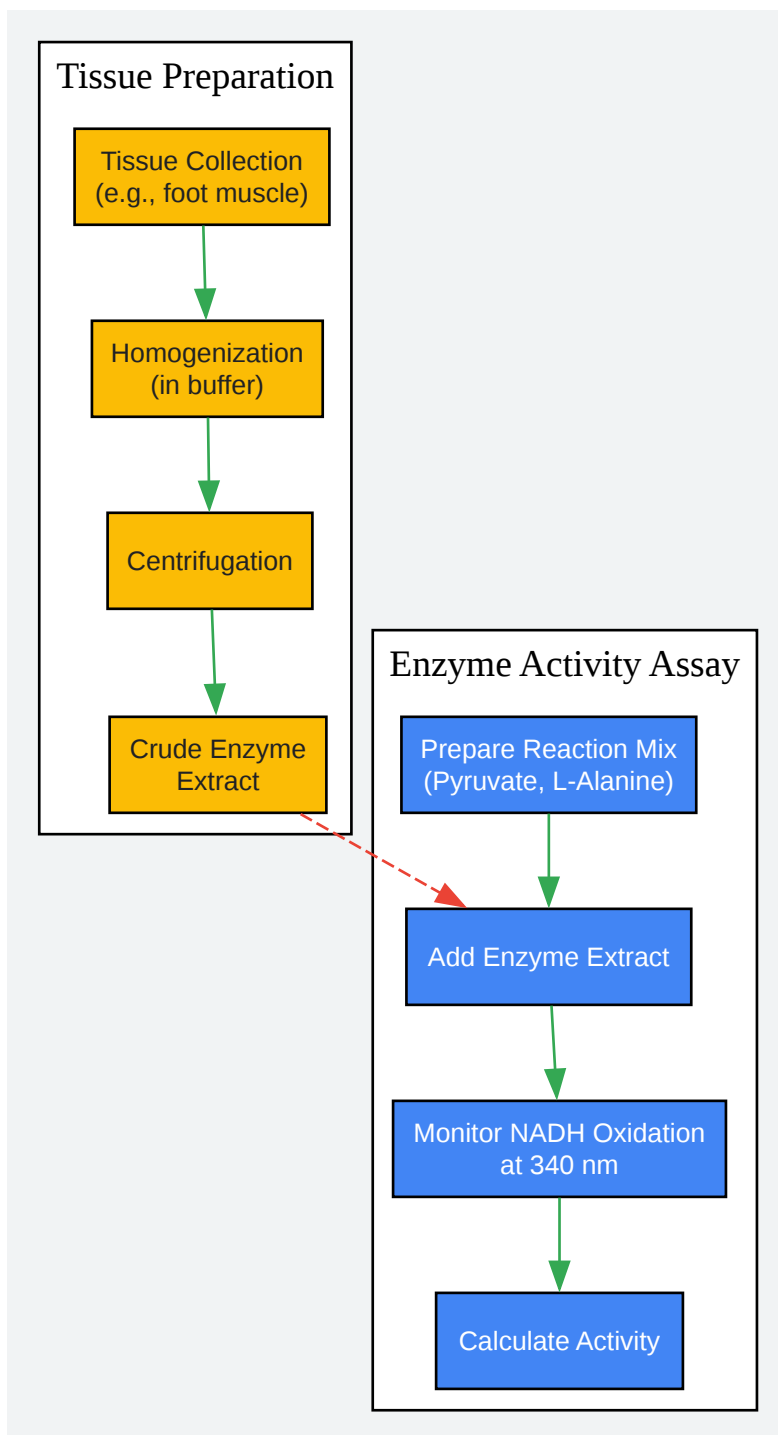 Tissue Preparation
Tissue Collection
(e.g., foot muscle)
Homogenization
(in buffer)
Centrifugation
Crude Enzyme
Extract
Enzyme Activity Assay
Prepare Reaction Mix
(Pyruvate, L-Alanine)
Add Enzyme Extract
Monitor NADH Oxidation
at 340 nm
Calculate Activity